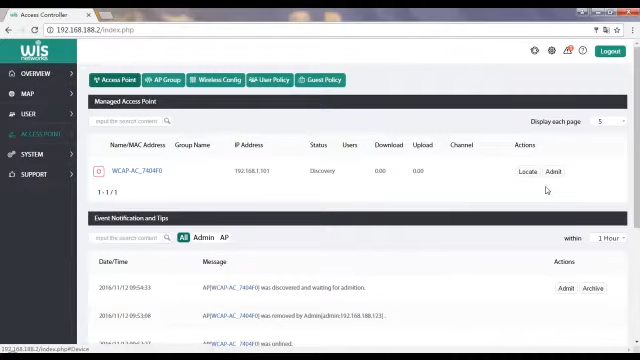 Access Controller
192.168.188.2/index.php
wis
networks
Logout
OVERVIEW
MAP
USER
ACCESS POINT
SYSTEM
SUPPORT
Access Point
AP Group
Wireless Config
User Policy
Guest Policy
Managed Access Point
input the search content
Display each page
5
Name/MAC Address Group Name IP Address Status Users Download Upload Channel Actions
WCAP-AC_7404F0 192.168.1.101 Discovery 0.00 0.00 Locate Admit
1 - 1 / 1
Event Notification and Tips
input the search content
All Admin AP
within 1 Hour
Date/Time Message Actions
2016/11/12 09:54:33 AP[WCAP-AC_7404F0] was discovered and waiting for admition. Admit Archive
2016/11/12 09:53:08 AP[WCAP-AC_7404F0] was removed by Admin[admin:192.168.188.123] .
AP[WCAP-AC_7404F0] was unlined.
192.168.188.2/index.php#Device